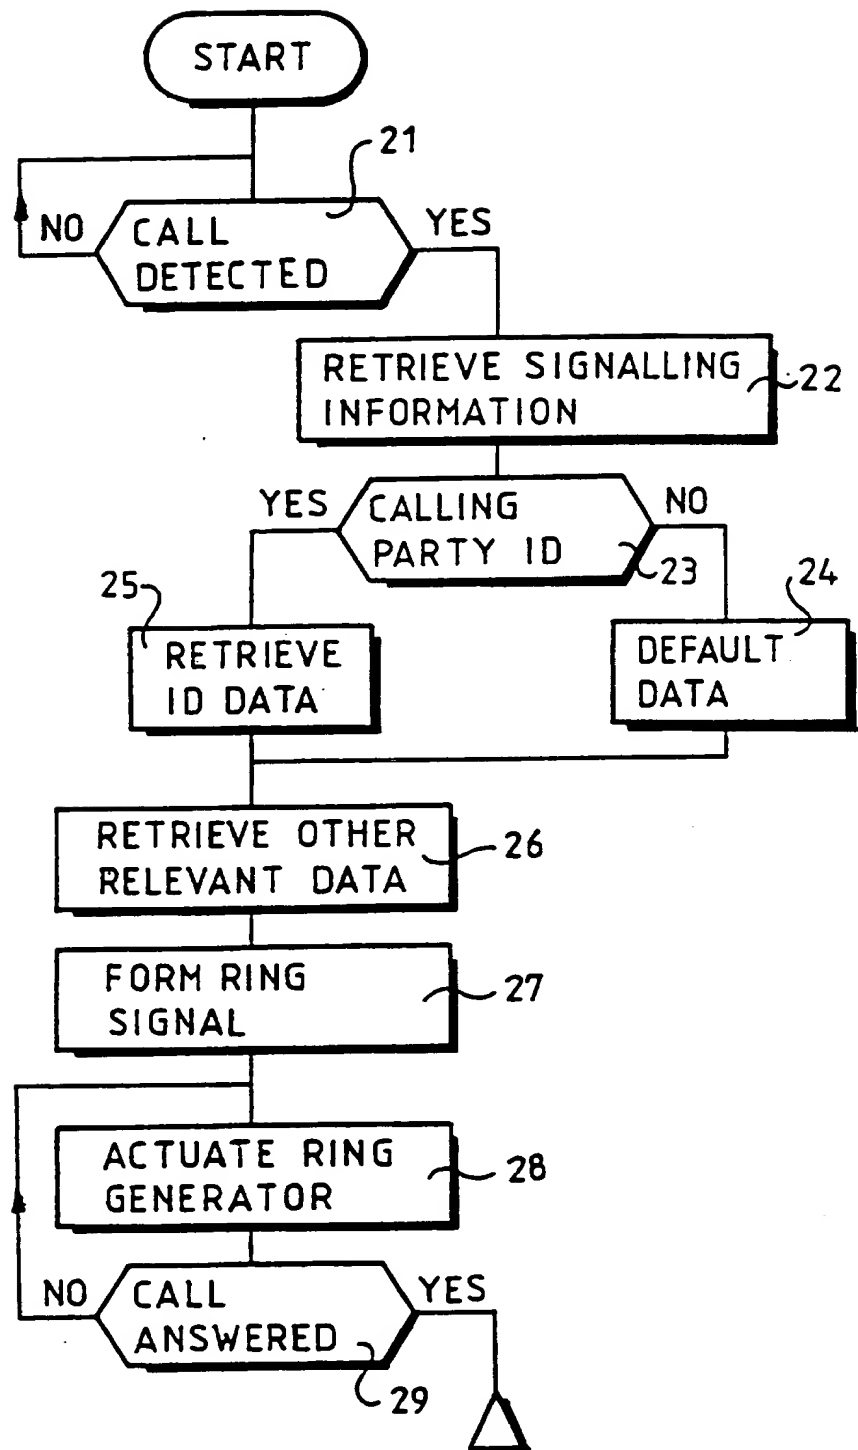 START
21
NO
YES
CALL
DETECTED
RETRIEVE SIGNALLING
INFORMATION
22
YES
NO
CALLING
PARTY ID
23
25
24
RETRIEVE
ID DATA
DEFAULT
DATA
RETRIEVE OTHER
RELEVANT DATA
26
FORM RING
SIGNAL
27
ACTUATE RING
GENERATOR
28
NO
YES
CALL
ANSWERED
29